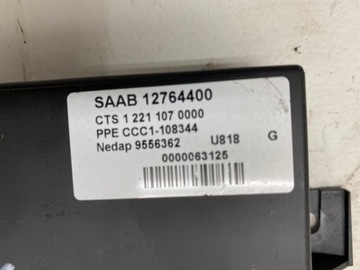 SAAB 12764400
CTS 1 221 107 0000
PPE CCC1-108344
Nedap 9556362 U818 G
0000063125